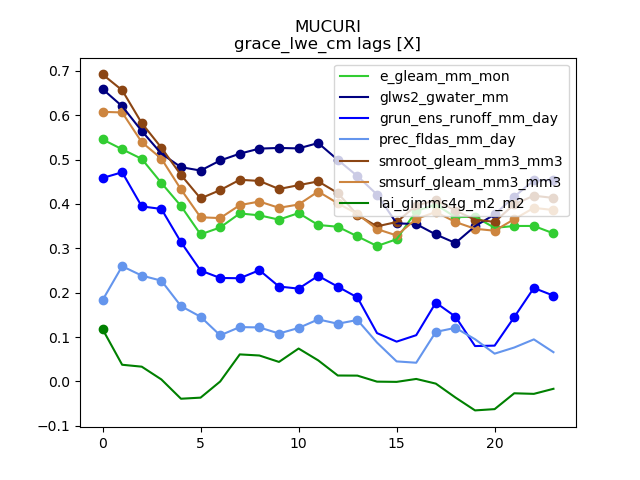 MUCURI
grace_lwe_cm lags [X]
0.7
0.6
0.5
0.4
0.3
0.2
0.1
0.0
−0.1
0
5
10
15
20
e_gleam_mm_mon
glws2_gwater_mm
grun_ens_runoff_mm_day
prec_fldas_mm_day
smroot_gleam_mm3_mm3
smsurf_gleam_mm3_mm3
lai_gimms4g_m2_m2